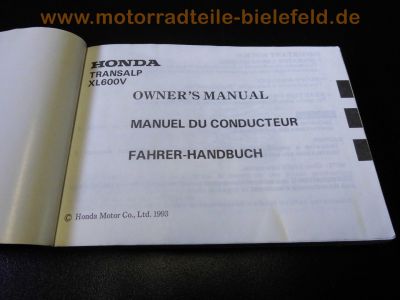 www.motorradteile-bielefeld.de
HONDA
TRANSALP
XL600V
OWNER'S MANUAL
MANUEL DU CONDUCTEUR
FAHRER-HANDBUCH
© Honda Motor Co., Ltd. 1993